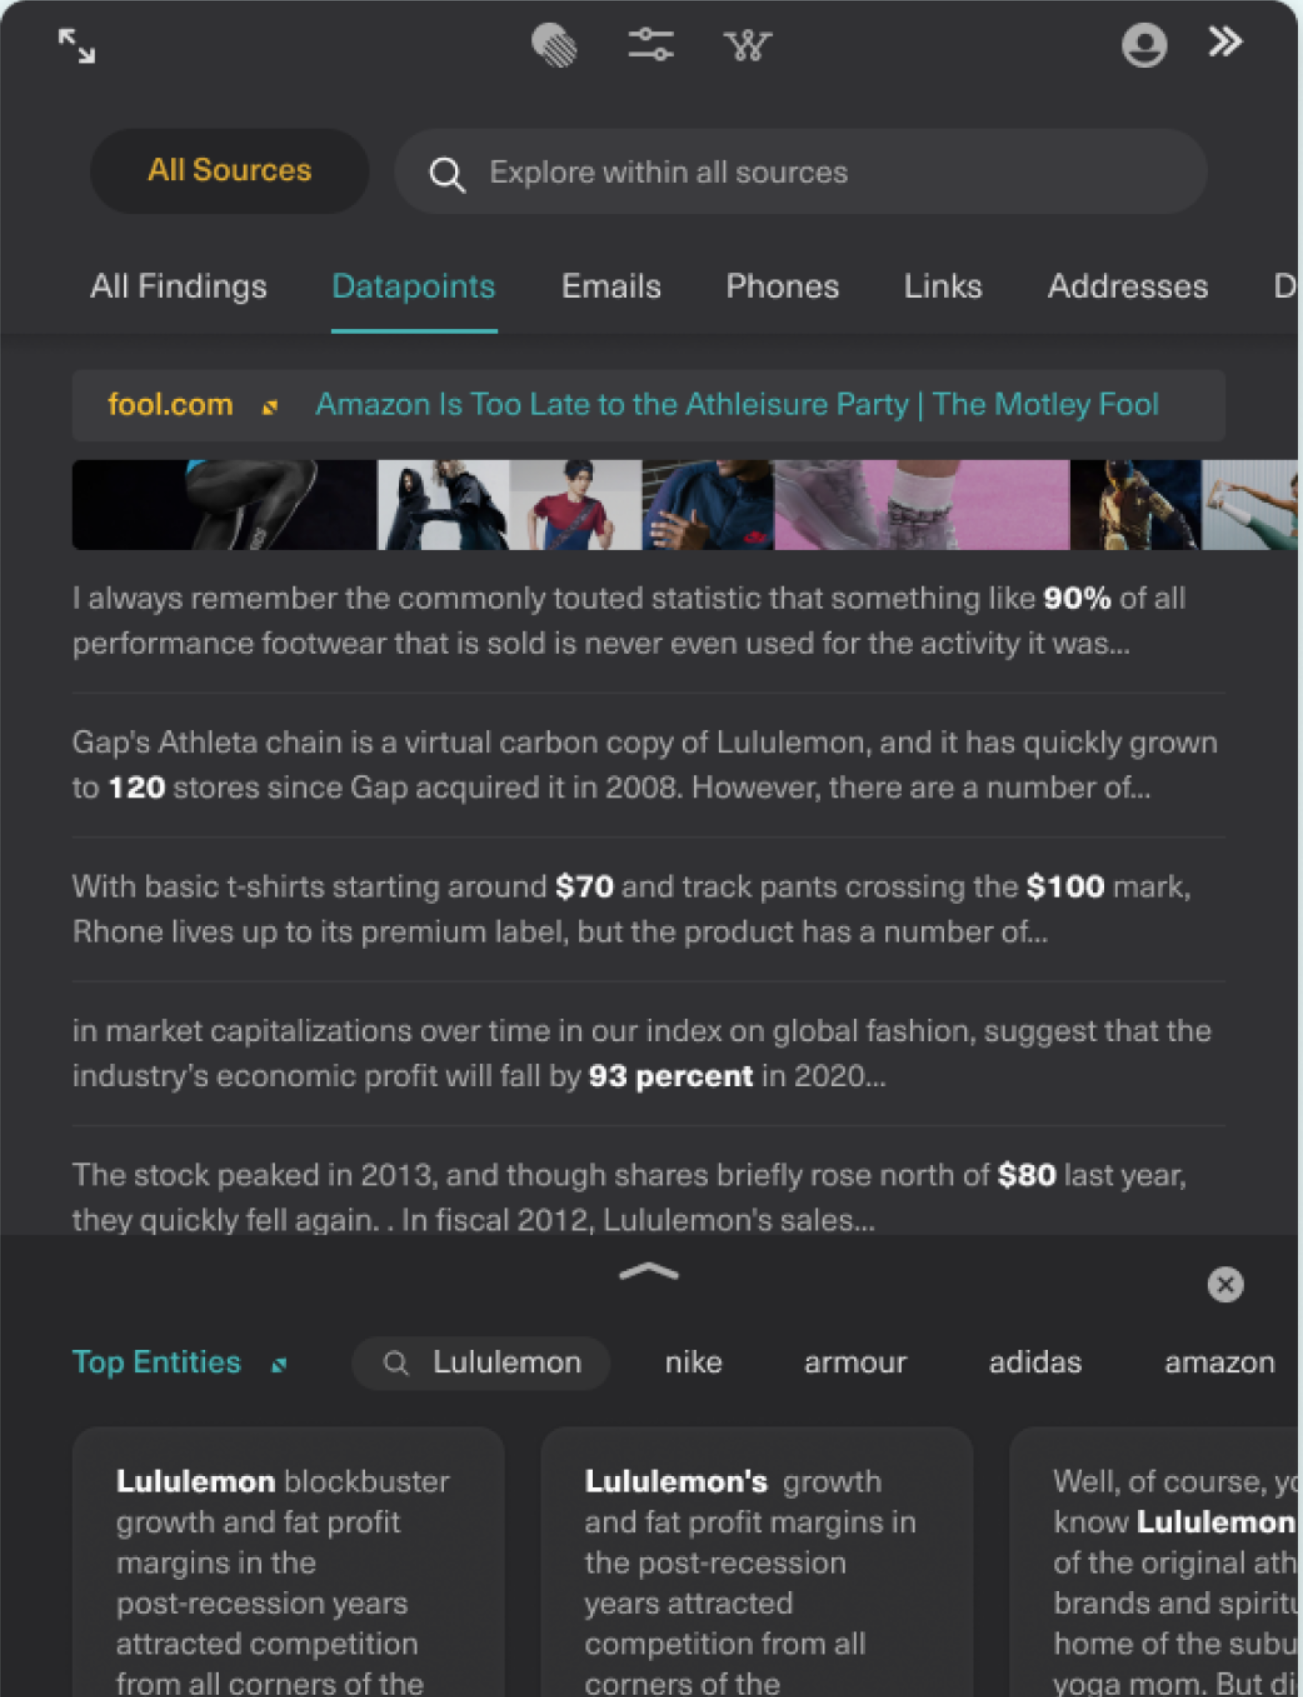 All Sources
Explore within all sources
All Findings Datapoints Emails Phones Links Addresses D
fool.com Amazon Is Too Late to the Athleisure Party | The Motley Fool
I always remember the commonly touted statistic that something like 90% of all
performance footwear that is sold is never even used for the activity it was...
Gap's Athleta chain is a virtual carbon copy of Lululemon, and it has quickly grown
to 120 stores since Gap acquired it in 2008. However, there are a number of...
With basic t-shirts starting around $70 and track pants crossing the $100 mark,
Rhone lives up to its premium label, but the product has a number of...
in market capitalizations over time in our index on global fashion, suggest that the
industry's economic profit will fall by 93 percent in 2020...
The stock peaked in 2013, and though shares briefly rose north of $80 last year,
they quickly fell again. . In fiscal 2012, Lululemon's sales...
Top Entities Lululemon nike armour adidas amazon
Lululemon blockbuster
growth and fat profit
margins in the
post-recession years
attracted competition
from all corners of the
Lululemon's growth
and fat profit margins in
the post-recession
years attracted
competition from all
corners of the
Well, of course, yo
know Lululemon
of the original ath
brands and spiritu
home of the subu
yoga mom. But di